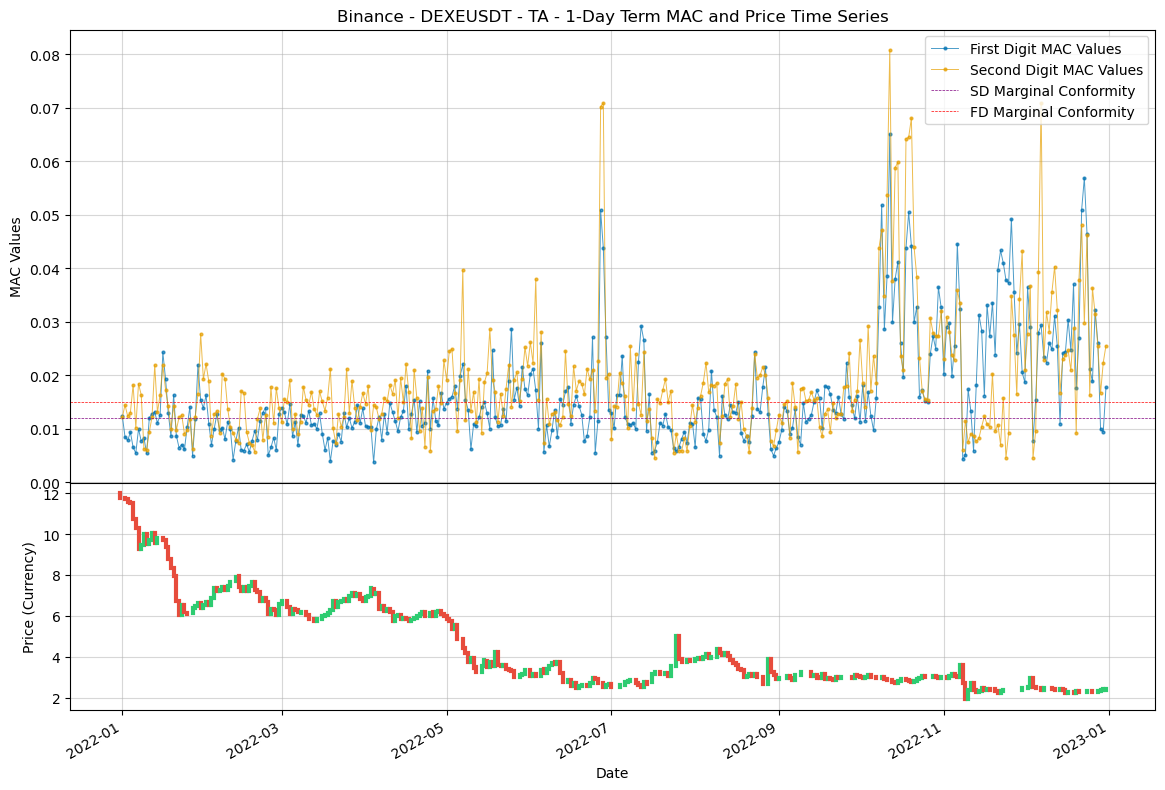 Binance - DEXEUSDT - TA - 1-Day Term MAC and Price Time Series
First Digit MAC Values
Second Digit MAC Values
SD Marginal Conformity
FD Marginal Conformity
MAC Values
0.08
0.07
0.06
0.05
0.04
0.03
0.02
0.01
0.00
Price (Currency)
12
10
8
6
4
2
2022-01
2022-03
2022-05
2022-07
2022-09
2022-11
2023-01
Date